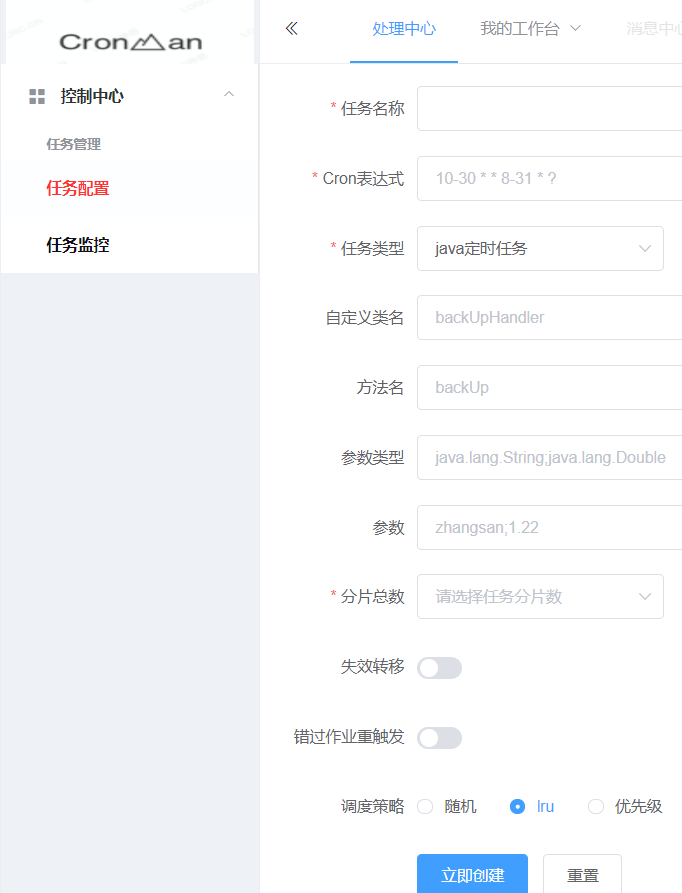 CronMan
处理中心 我的工作台 消息中心
控制中心
任务管理
任务配置
任务监控
* 任务名称
* Cron表达式 10-30 * * 8-31 * ?
* 任务类型 java定时任务
自定义类名 backUpHandler
方法名 backUp
参数类型 java.lang.String;java.lang.Double
参数 zhangsan;1.22
* 分片总数 请选择任务分片数
失效转移
错过作业重触发
调度策略 随机 lru 优先级
立即创建 重置